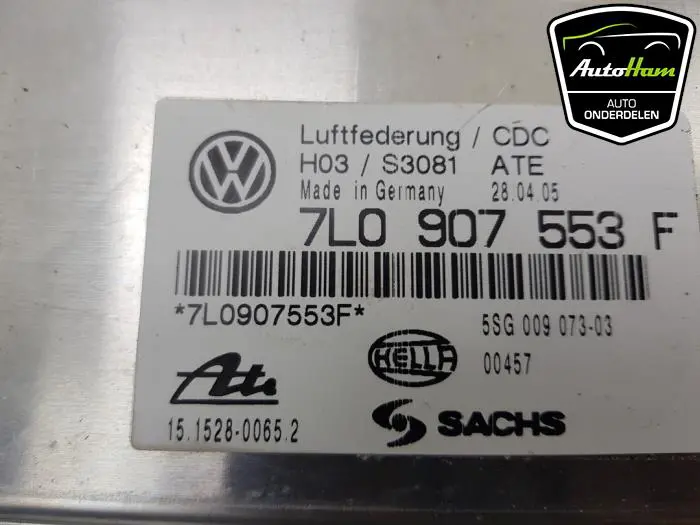 AutoHam
AUTO
ONDERDELEN
Luftfederung / CDC
H03 / S3081 ATE
Made in Germany 28.04.05
7L0 907 553 F
*7L0907553F*
5SG 009 073-03
HELLA
00457
Ate
15.1528-0065.2
SACHS